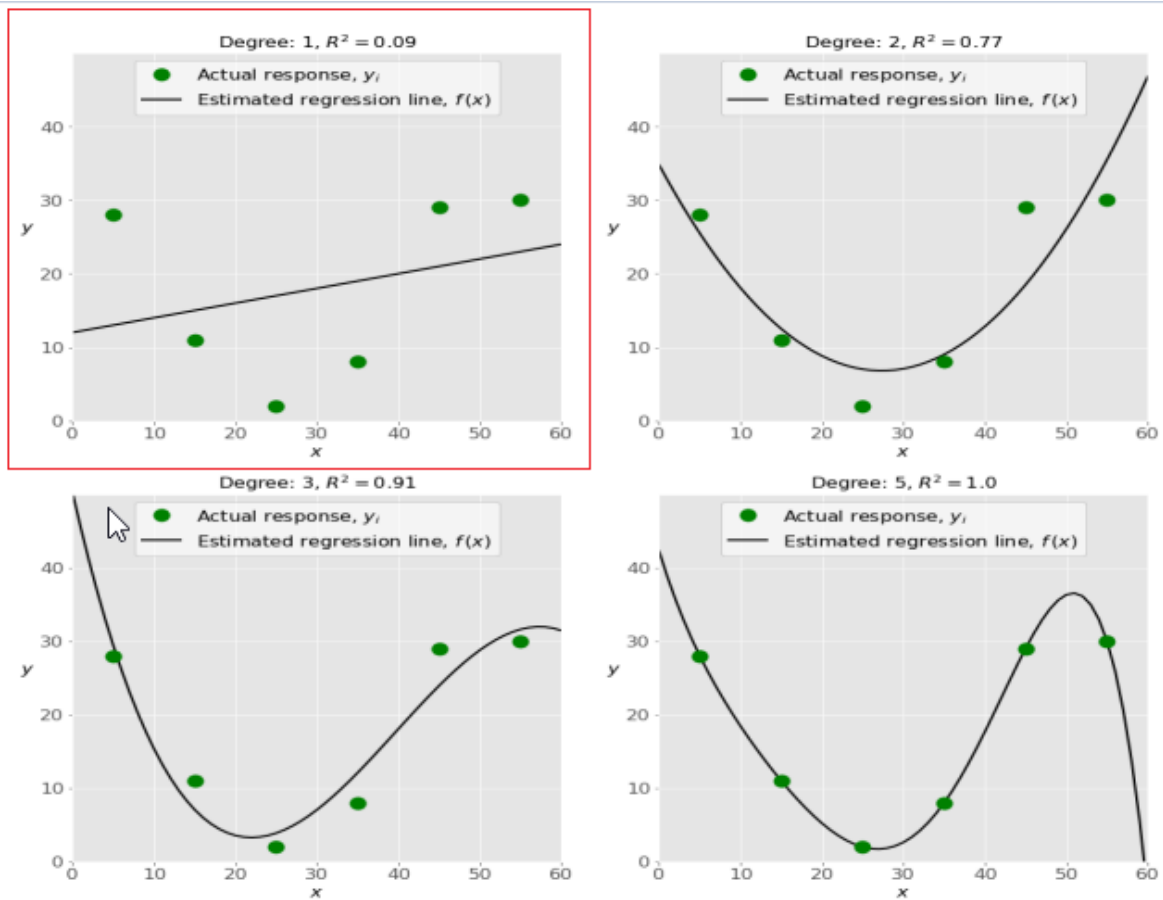 Degree: 1, R² = 0.09
Actual response, yᵢ
Estimated regression line, f(x)
40
30
y
20
10
0
0 10 20 30 40 50 60
x
Degree: 2, R² = 0.77
Actual response, yᵢ
Estimated regression line, f(x)
40
30
y
20
10
0
0 10 20 30 40 50 60
x
Degree: 3, R² = 0.91
Actual response, yᵢ
Estimated regression line, f(x)
40
30
y
20
10
0
0 10 20 30 40 50 60
x
Degree: 5, R² = 1.0
Actual response, yᵢ
Estimated regression line, f(x)
40
30
y
20
10
0
0 10 20 30 40 50 60
x